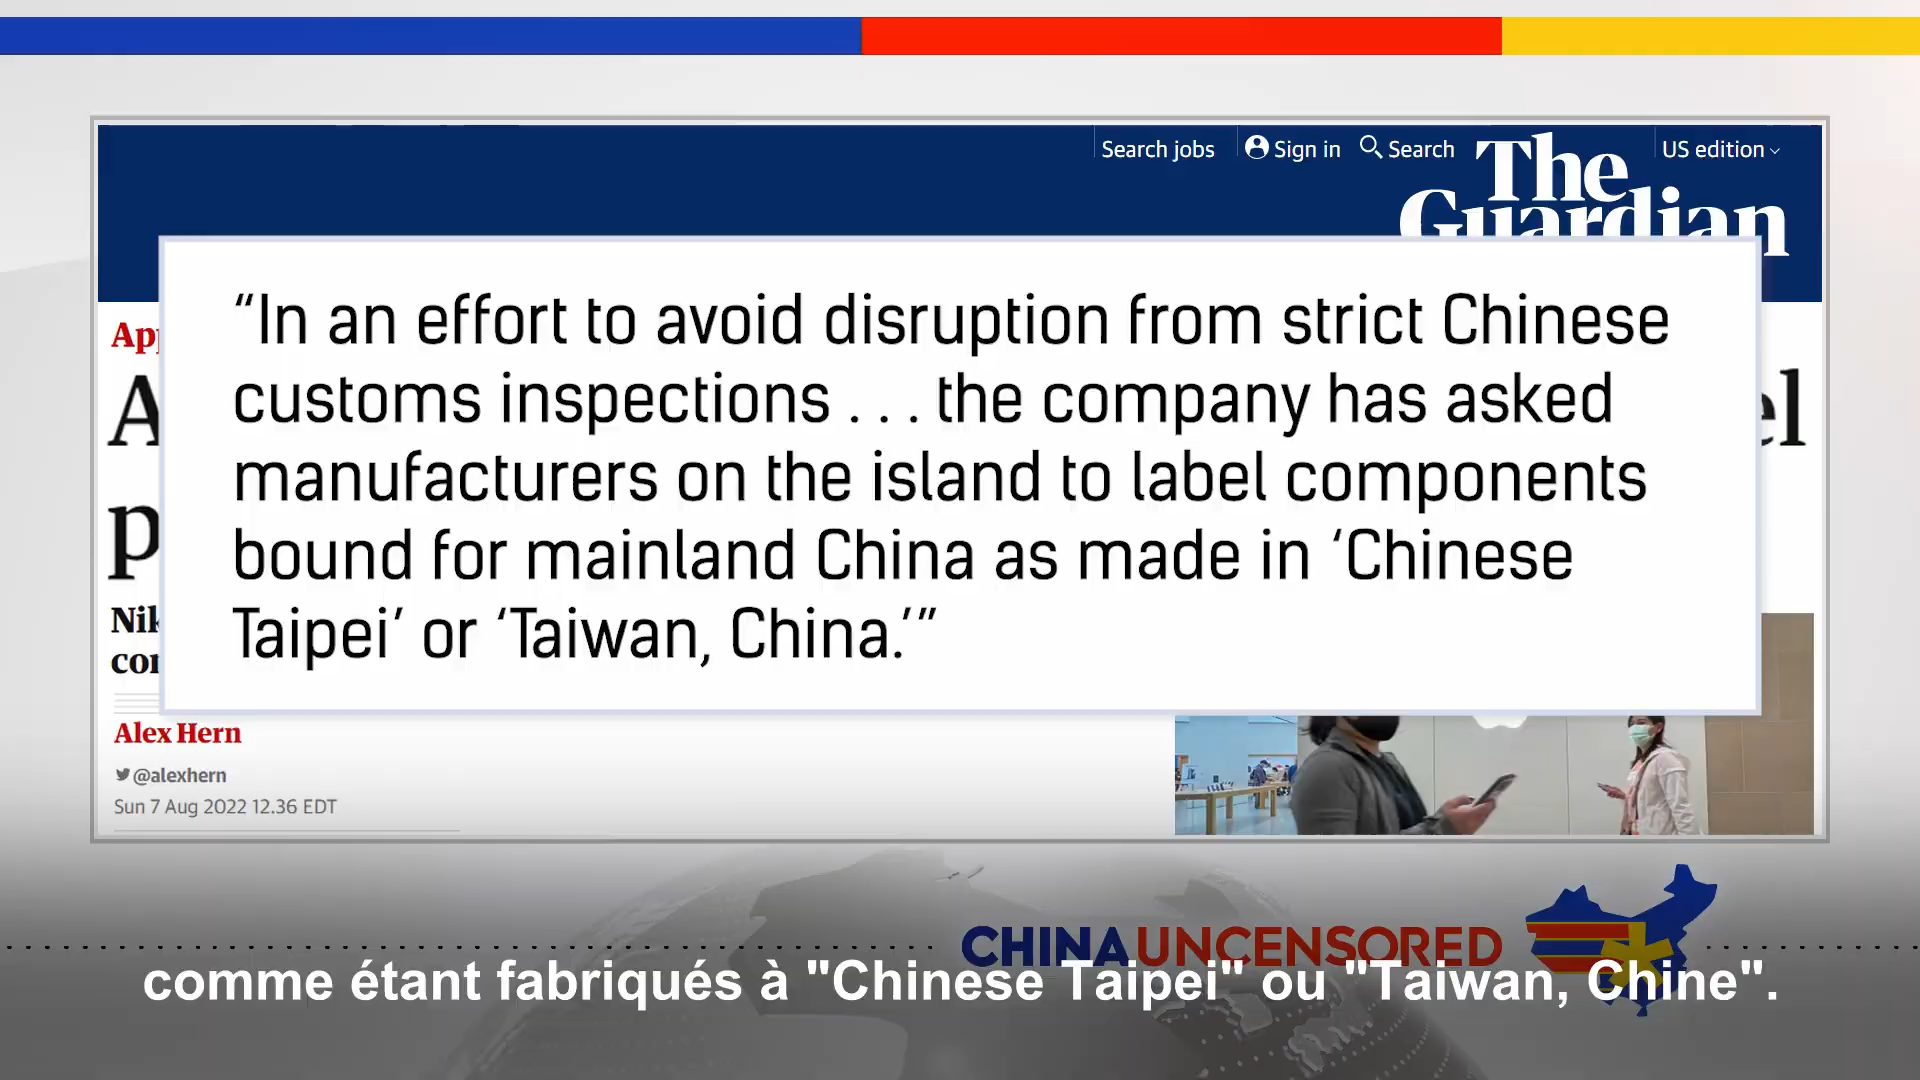 Search jobs
Sign in
Search
US edition
The
Guardian
“In an effort to avoid disruption from strict Chinese
customs inspections . . . the company has asked
manufacturers on the island to label components
bound for mainland China as made in ‘Chinese
Taipei’ or ‘Taiwan, China.’”
Alex Hern
@alexhern
Sun 7 Aug 2022 12.36 EDT
CHINA UNCENSORED
comme étant fabriqués à "Chinese Taipei" ou "Taiwan, Chine".